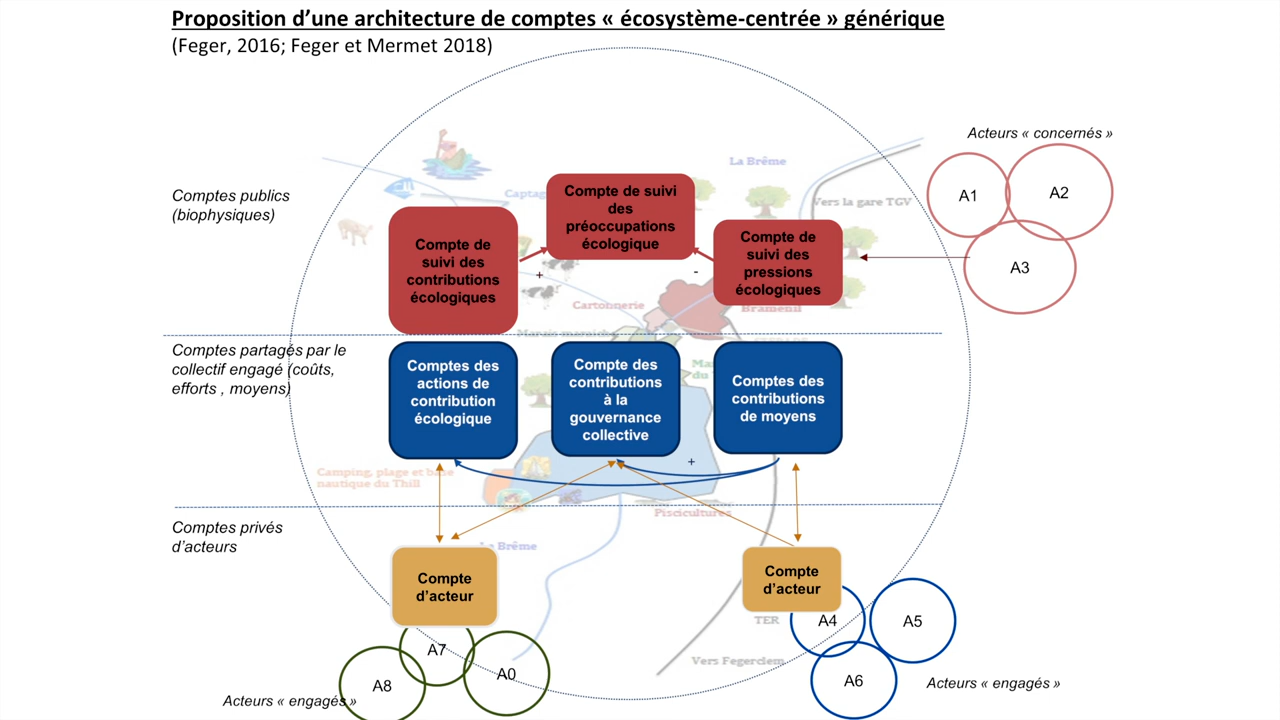 Proposition d’une architecture de comptes « écosystème-centrée » générique
(Feger, 2016; Feger et Mermet 2018)
Acteurs « concernés »
A1
A2
A3
Comptes publics
(biophysiques)
La Brême
Captag
Vers la gare TGV
Compte de suivi
des
préoccupations
écologique
Compte de
suivi des
contributions
écologiques
Compte de
suivi des
pressions
écologiques
+
-
Cartonnerie
Bramenil
Marais
Comptes partagés par le
collectif engagé (coûts,
efforts , moyens)
Comptes des
actions de
contribution
écologique
Compte des
contributions
à la
gouvernance
collective
Comptes des
contributions
de moyens
Ma
du
+
Camping, plage et base
nautique du Thill
Piscicultures
Comptes privés
d’acteurs
La Brême
Compte
d’acteur
Compte
d’acteur
TER
A4
A5
A6
Vers Fegerclem
A7
A8
A0
Acteurs « engagés »
Acteurs « engagés »